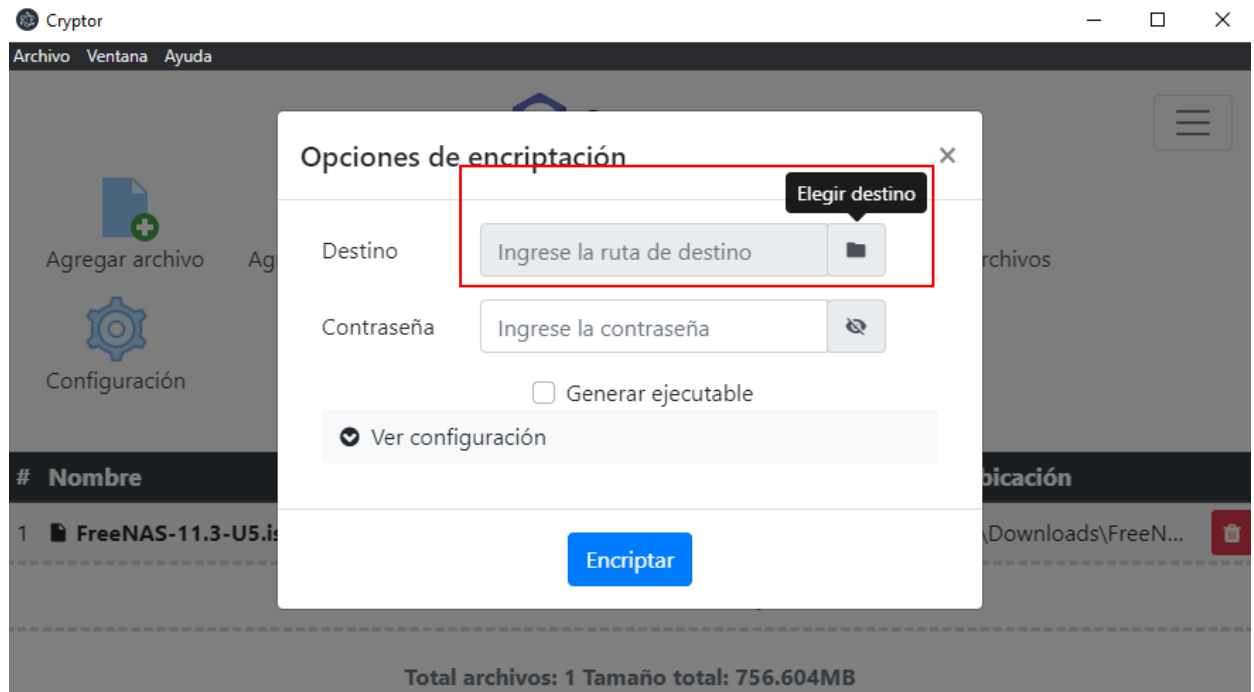 Cryptor
Archivo Ventana Ayuda
Opciones de encriptación
Elegir destino
Destino
Ingrese la ruta de destino
Agregar archivo
Ag
rchivos
Contraseña
Ingrese la contraseña
Configuración
Generar ejecutable
Ver configuración
# Nombre
bicación
1 FreeNAS-11.3-U5.is
\Downloads\FreeN...
Encriptar
Total archivos: 1 Tamaño total: 756.604MB